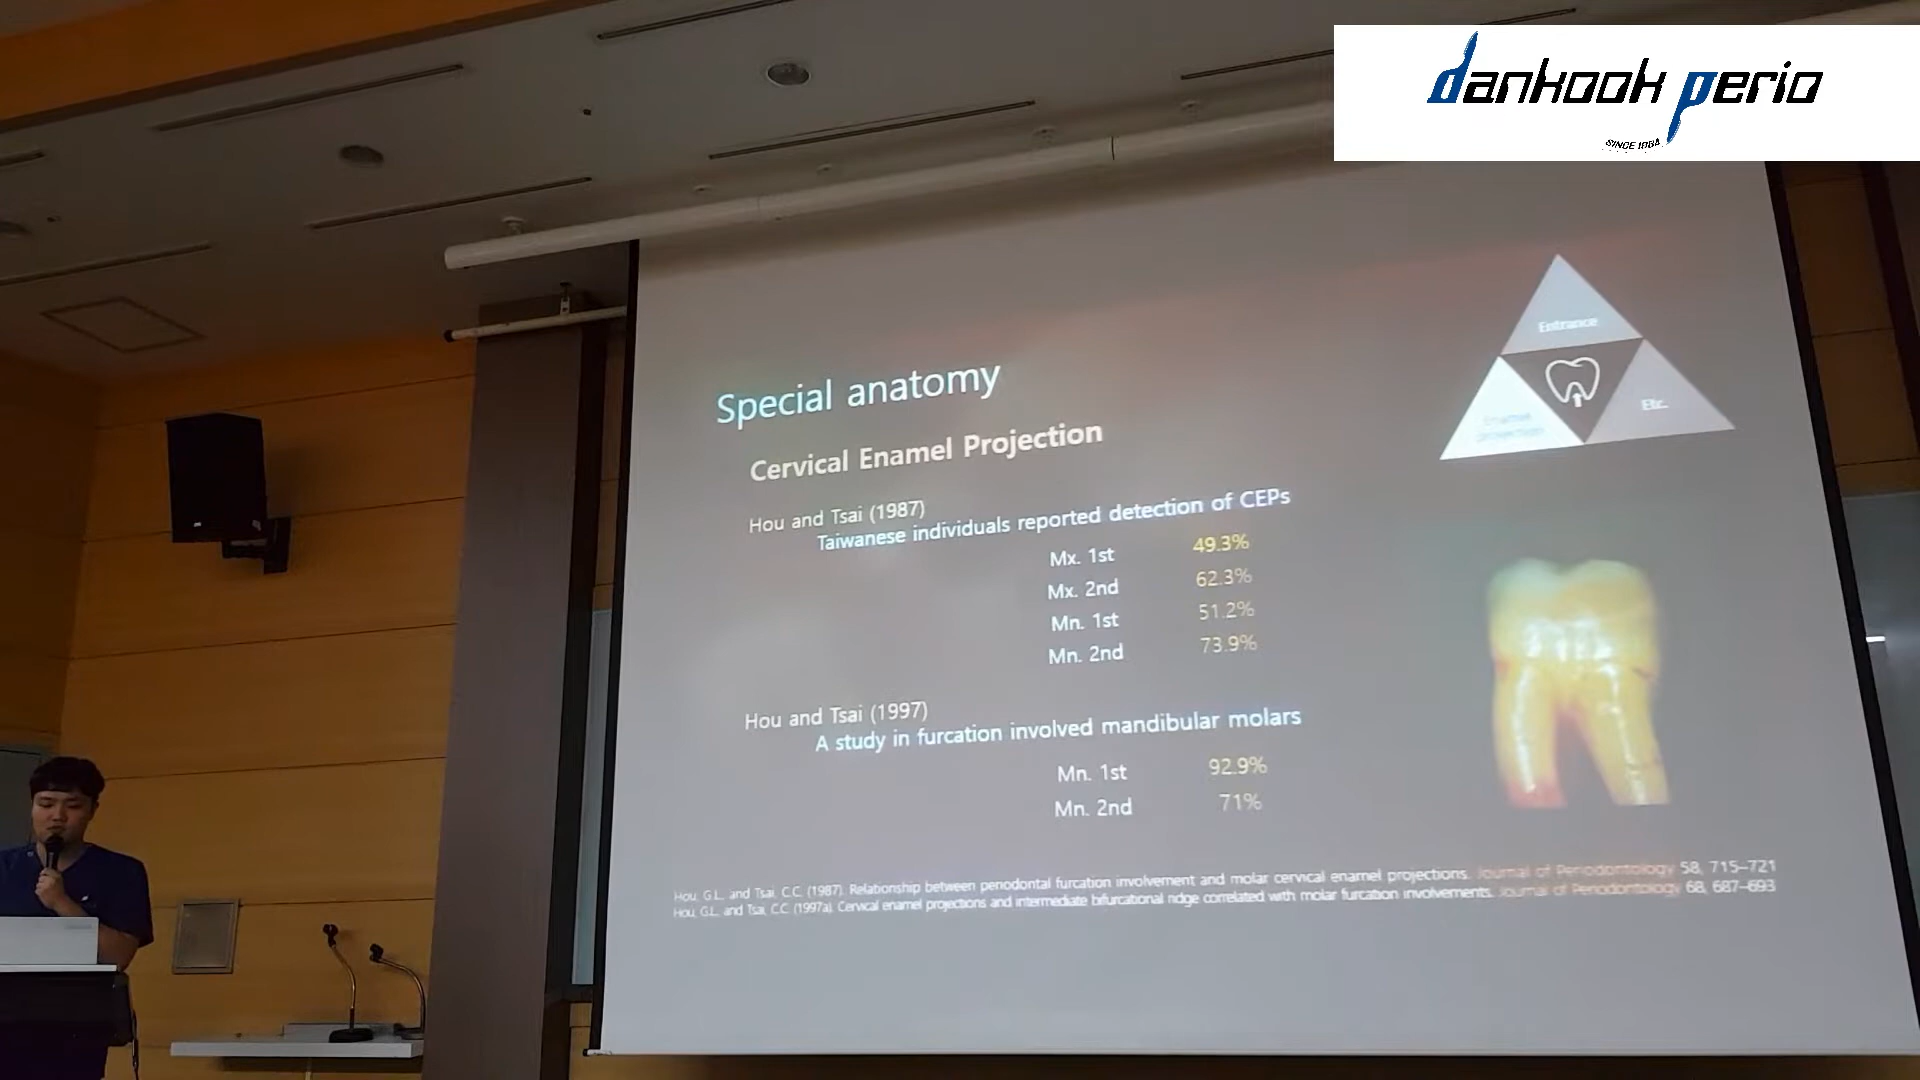 dankook perio
SINCE 1984
Entrance
Etc.
Enamel
projection
Special anatomy
Cervical Enamel Projection
Hou and Tsai (1987)
Taiwanese individuals reported detection of CEPs
Mx. 1st 49.3%
Mx. 2nd 62.3%
Mn. 1st 51.2%
Mn. 2nd 73.9%
Hou and Tsai (1997)
A study in furcation involved mandibular molars
Mn. 1st 92.9%
Mn. 2nd 71%
Hou, G.L. and Tsai, C.C. (1987). Relationship between periodontal furcation involvement and molar cervical enamel projections. Journal of Periodontology 58, 715–721
Hou, G.L. and Tsai, C.C. (1997a). Cervical enamel projections and intermediate bifurcational ridge correlated with molar furcation involvements. Journal of Periodontology 68, 687–693